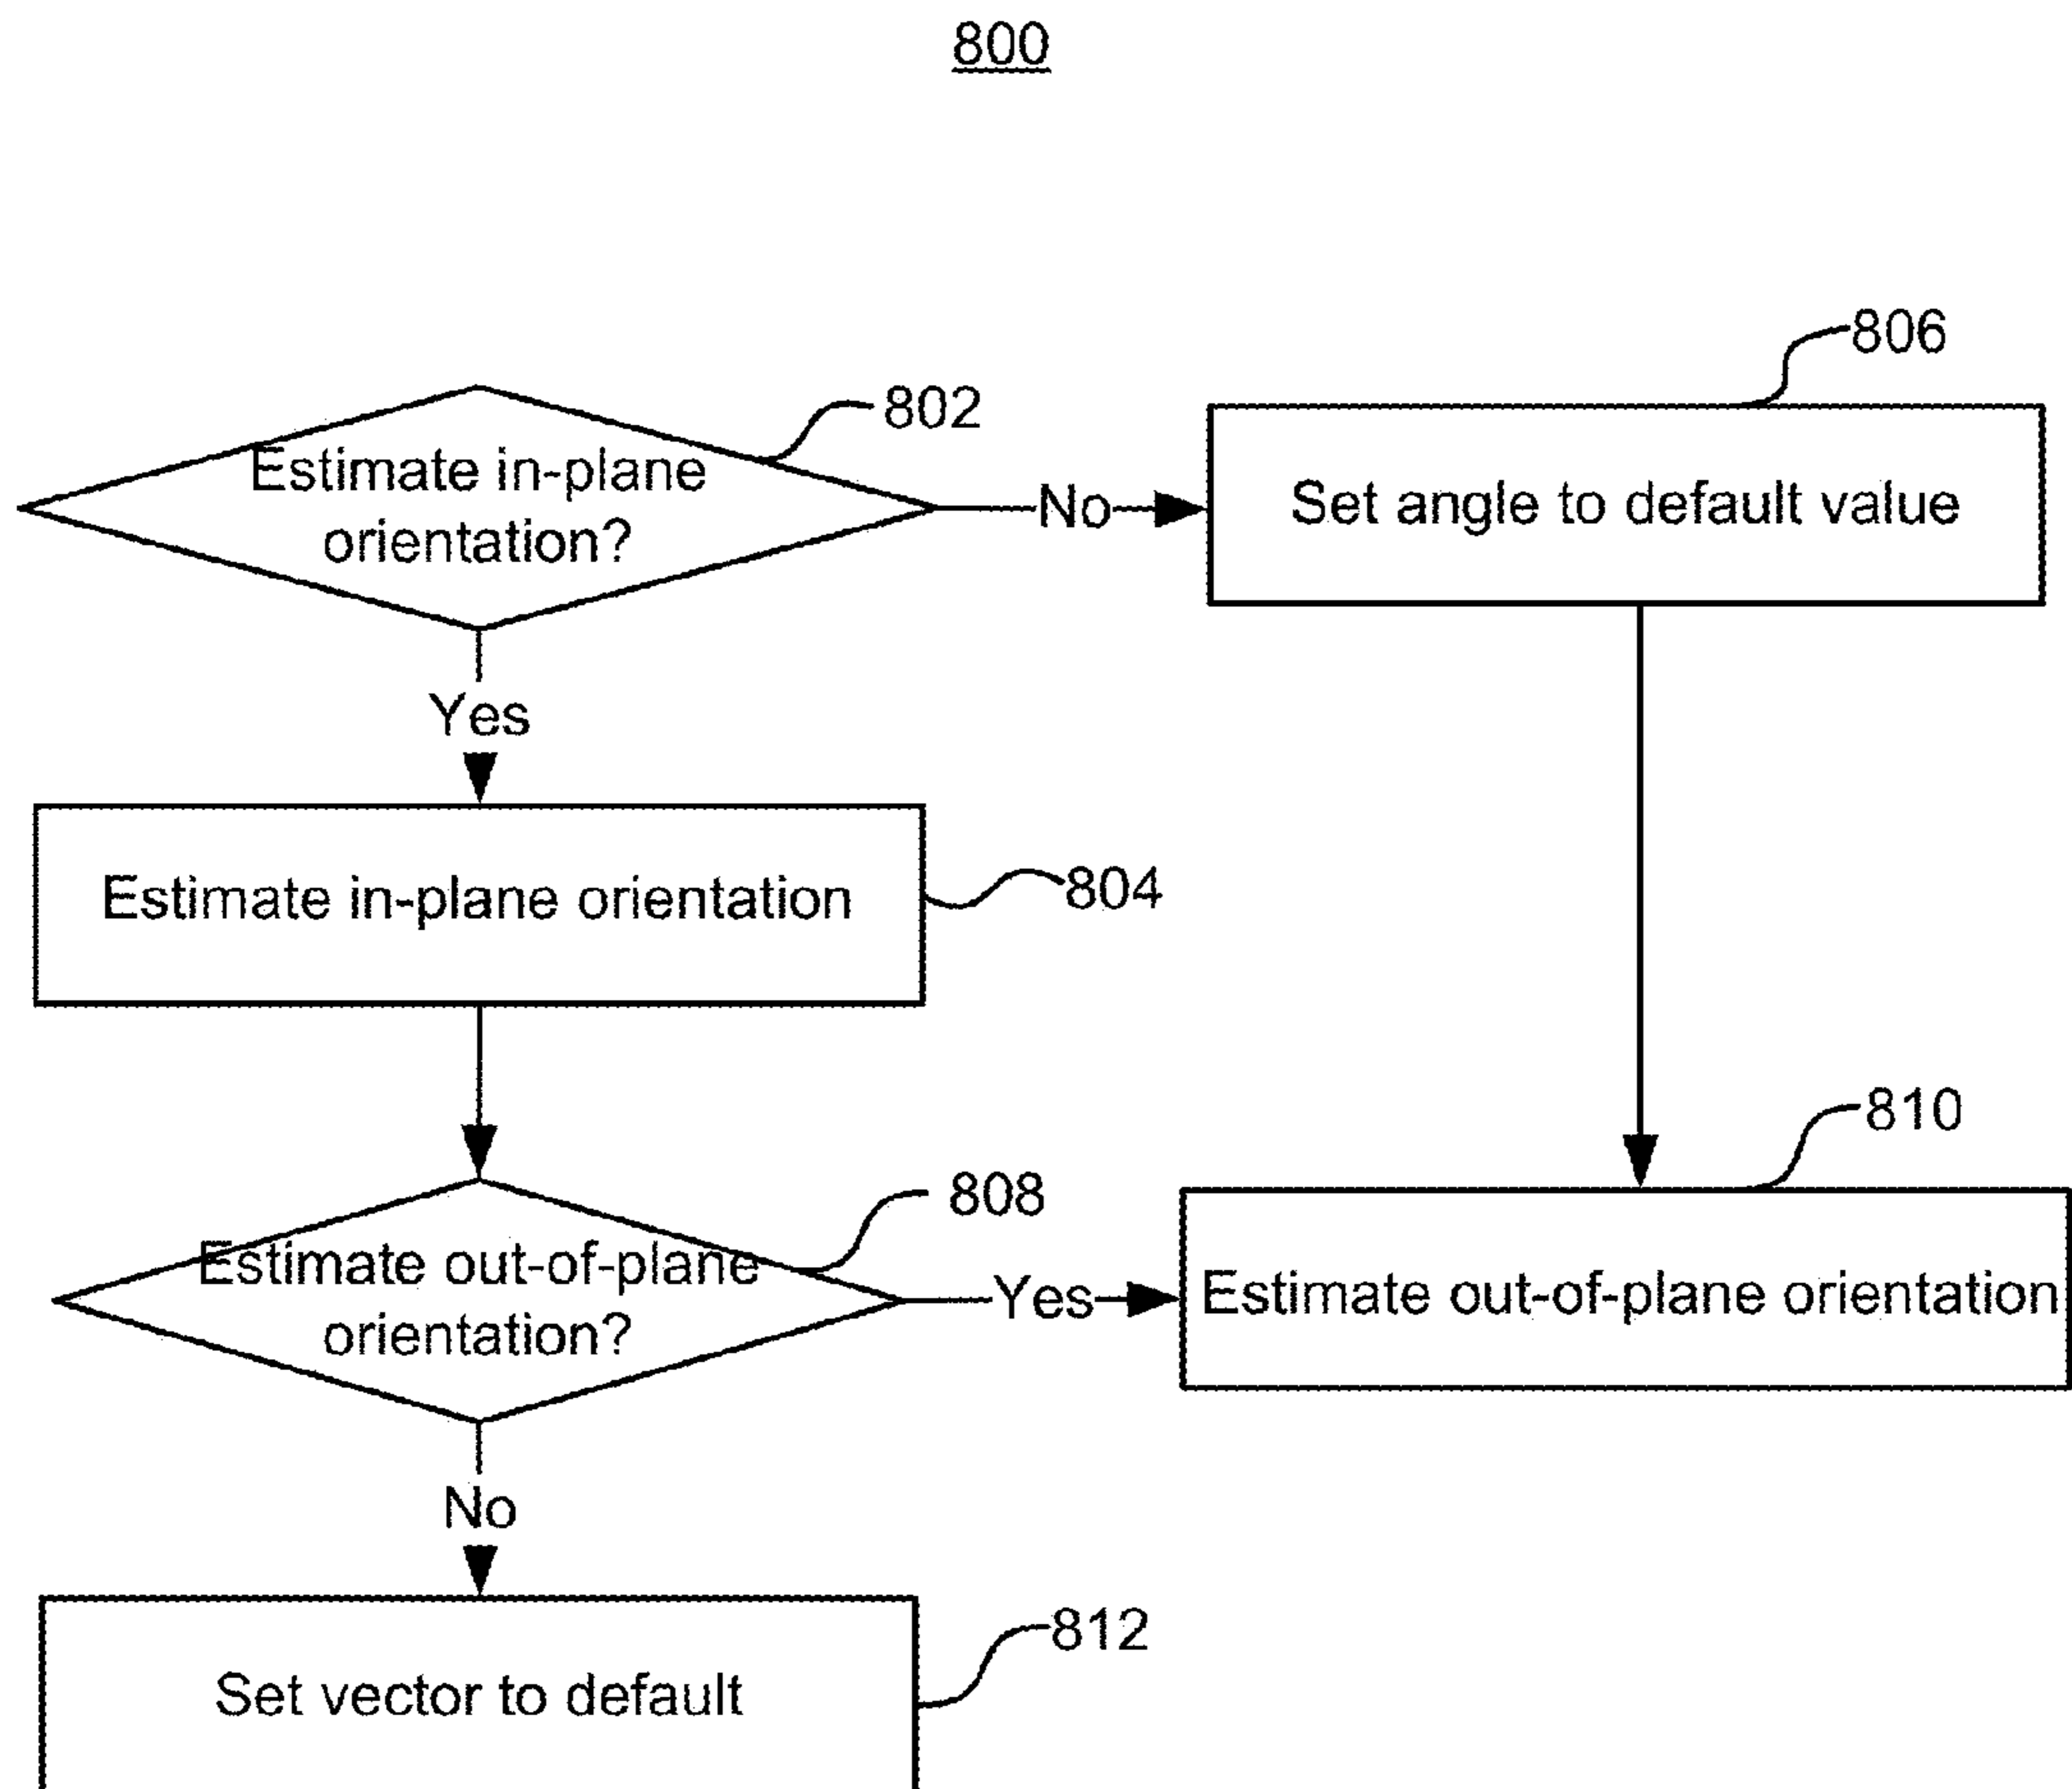 800
806
802
Estimate in-plane
orientation?
No
Set angle to default value
Yes
Estimate in-plane orientation
804
810
808
Estimate out-of-plane
orientation?
Yes
Estimate out-of-plane orientation
No
812
Set vector to default